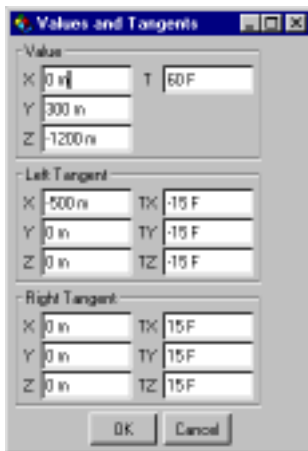 Values and Tangents
Value
X 0 m T 60 F
Y 300 m
Z -1200 m
Left Tangent
X -500 m TX -15 F
Y 0 m TY -15 F
Z 0 m TZ -15 F
Right Tangent
X 0 m TX 15 F
Y 0 m TY 15 F
Z 0 m TZ 15 F
OK Cancel